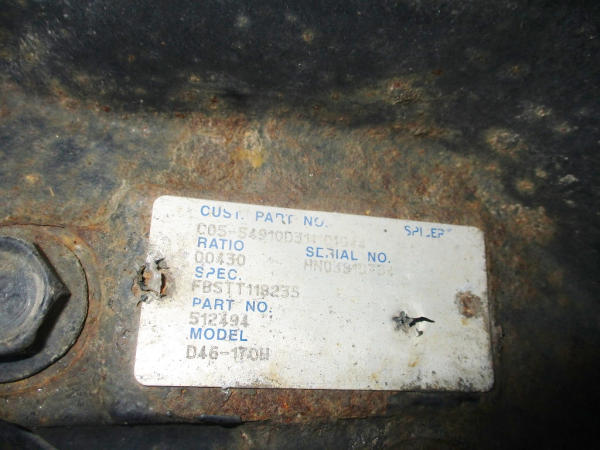 CUST. PART NO. SPICER®
RATIO SERIAL NO.
00430
SPEC.
FBSTT118235
PART NO.
512494
MODEL
D46-170H